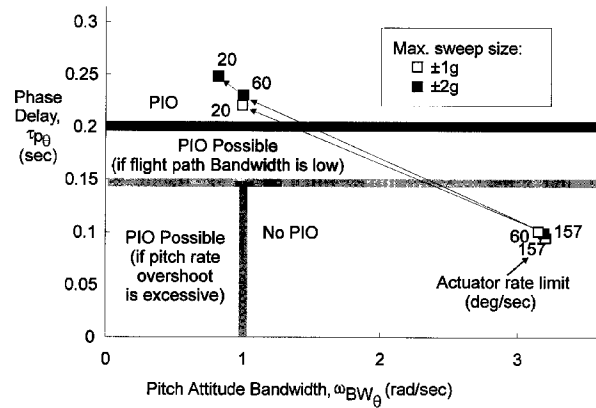 0.3
0.25
0.2
0.15
0.1
0.05
0
Phase
Delay,
τpθ
(sec)
Max. sweep size:
±1g
±2g
20
60
20
PIO
PIO Possible
(if flight path Bandwidth is low)
PIO Possible
(if pitch rate
overshoot
is excessive)
No PIO
60
157
157
Actuator rate limit
(deg/sec)
0
1
2
3
Pitch Attitude Bandwidth, ωBWθ (rad/sec)